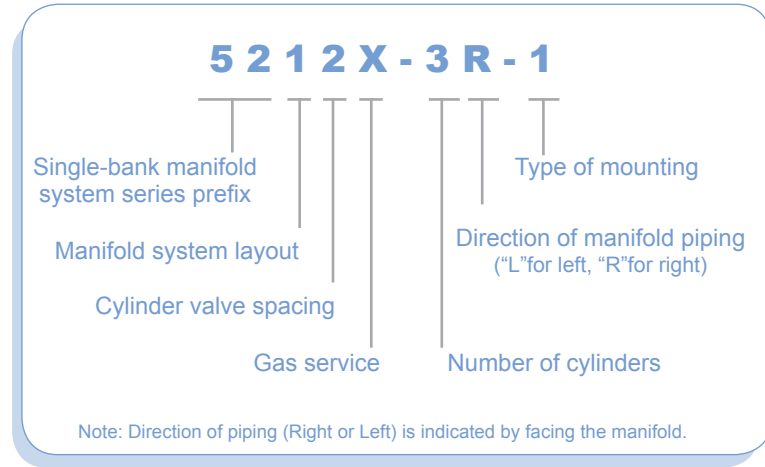 5 2 1 2 X - 3 R - 1
Single-bank manifold
system series prefix
Type of mounting
Manifold system layout
Direction of manifold piping
(“L”for left, “R”for right)
Cylinder valve spacing
Gas service
Number of cylinders
Note: Direction of piping (Right or Left) is indicated by facing the manifold.